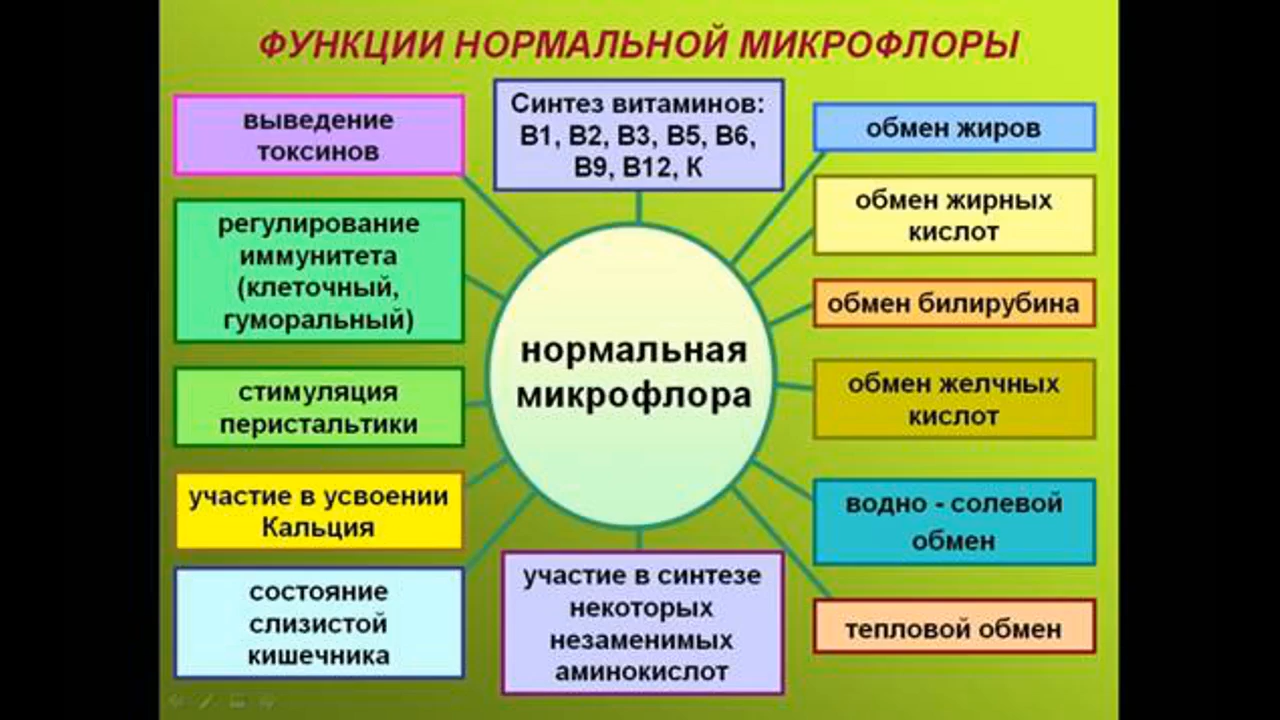 ФУНКЦИИ НОРМАЛЬНОЙ МИКРОФЛОРЫ
выведение
токсинов
регулирование
иммунитета
(клеточный,
гуморальный)
стимуляция
перистальтики
участие в усвоении
Кальция
состояние
слизистой
кишечника
Синтез витаминов:
В1, В2, В3, В5, В6,
В9, В12, К
нормальная
микрофлора
участие в синтезе
некоторых
незаменимых
аминокислот
обмен жиров
обмен жирных
кислот
обмен билирубина
обмен желчных
кислот
водно - солевой
обмен
тепловой обмен